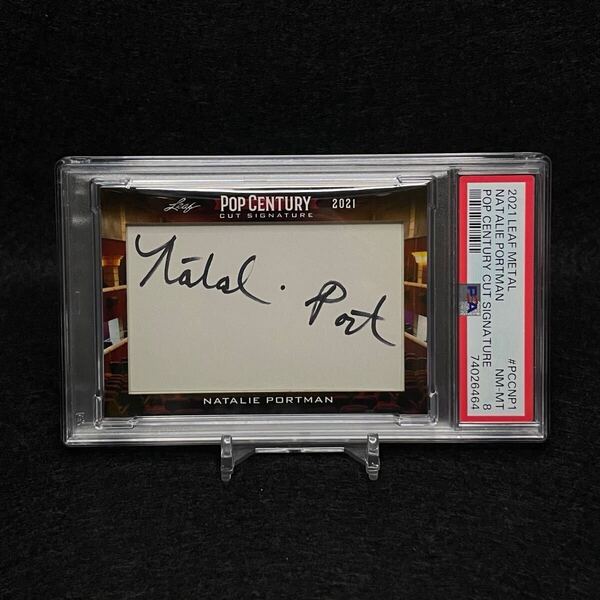 Leaf POP CENTURY 2021
CUT SIGNATURE
Natal. Port
NATALIE PORTMAN
2021 LEAF METAL #PCCNP1
NATALIE PORTMAN NM-MT
POP CENTURY CUT SIGNATURE 8
74026464
PSA